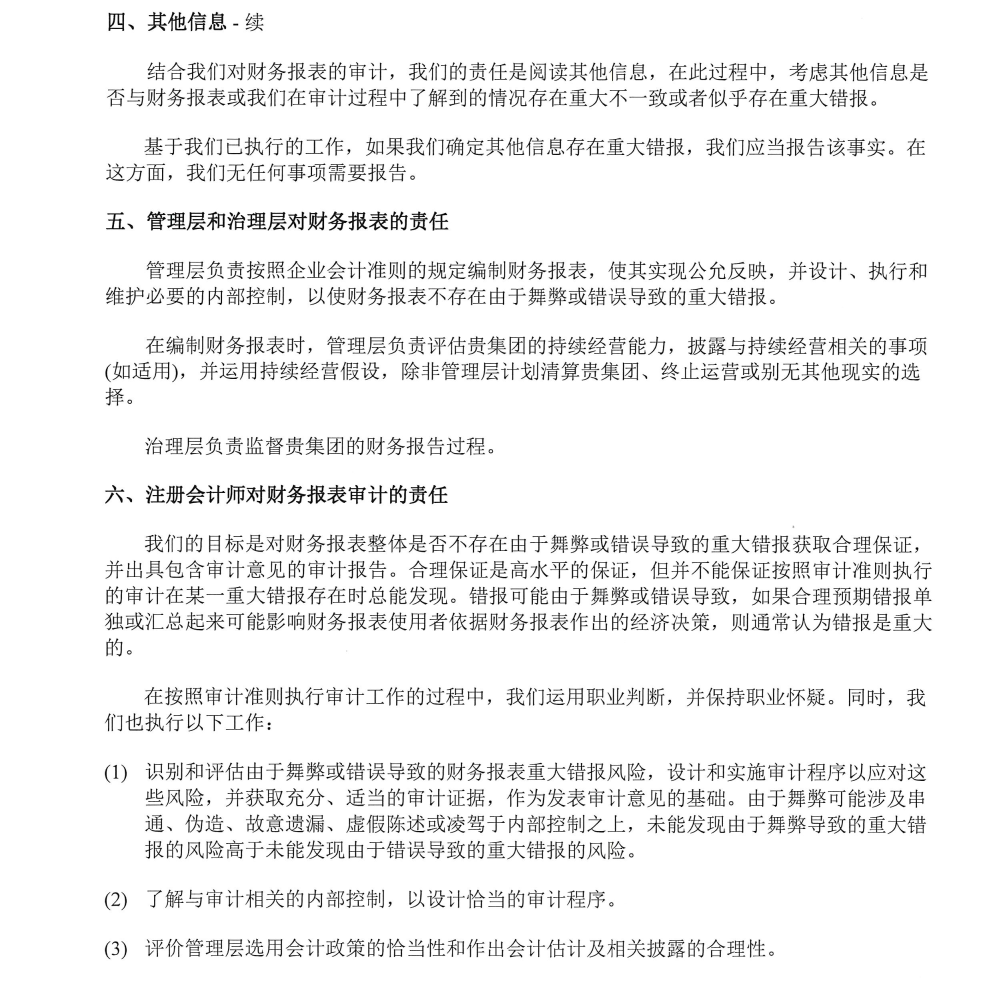 四、其他信息 - 续
结合我们对财务报表的审计，我们的责任是阅读其他信息，在此过程中，考虑其他信息是
否与财务报表或我们在审计过程中了解到的情况存在重大不一致或者似乎存在重大错报。
基于我们已执行的工作，如果我们确定其他信息存在重大错报，我们应当报告该事实。在
这方面，我们无任何事项需要报告。
五、管理层和治理层对财务报表的责任
管理层负责按照企业会计准则的规定编制财务报表，使其实现公允反映，并设计、执行和
维护必要的内部控制，以使财务报表不存在由于舞弊或错误导致的重大错报。
在编制财务报表时，管理层负责评估贵集团的持续经营能力，披露与持续经营相关的事项
(如适用)，并运用持续经营假设，除非管理层计划清算贵集团、终止运营或别无其他现实的选
择。
治理层负责监督贵集团的财务报告过程。
六、注册会计师对财务报表审计的责任
我们的目标是对财务报表整体是否不存在由于舞弊或错误导致的重大错报获取合理保证，
并出具包含审计意见的审计报告。合理保证是高水平的保证，但并不能保证按照审计准则执行
的审计在某一重大错报存在时总能发现。错报可能由于舞弊或错误导致，如果合理预期错报单
独或汇总起来可能影响财务报表使用者依据财务报表作出的经济决策，则通常认为错报是重大
的。
在按照审计准则执行审计工作的过程中，我们运用职业判断，并保持职业怀疑。同时，我
们也执行以下工作：
(1) 识别和评估由于舞弊或错误导致的财务报表重大错报风险，设计和实施审计程序以应对这
些风险，并获取充分、适当的审计证据，作为发表审计意见的基础。由于舞弊可能涉及串
通、伪造、故意遗漏、虚假陈述或凌驾于内部控制之上，未能发现由于舞弊导致的重大错
报的风险高于未能发现由于错误导致的重大错报的风险。
(2) 了解与审计相关的内部控制，以设计恰当的审计程序。
(3) 评价管理层选用会计政策的恰当性和作出会计估计及相关披露的合理性。